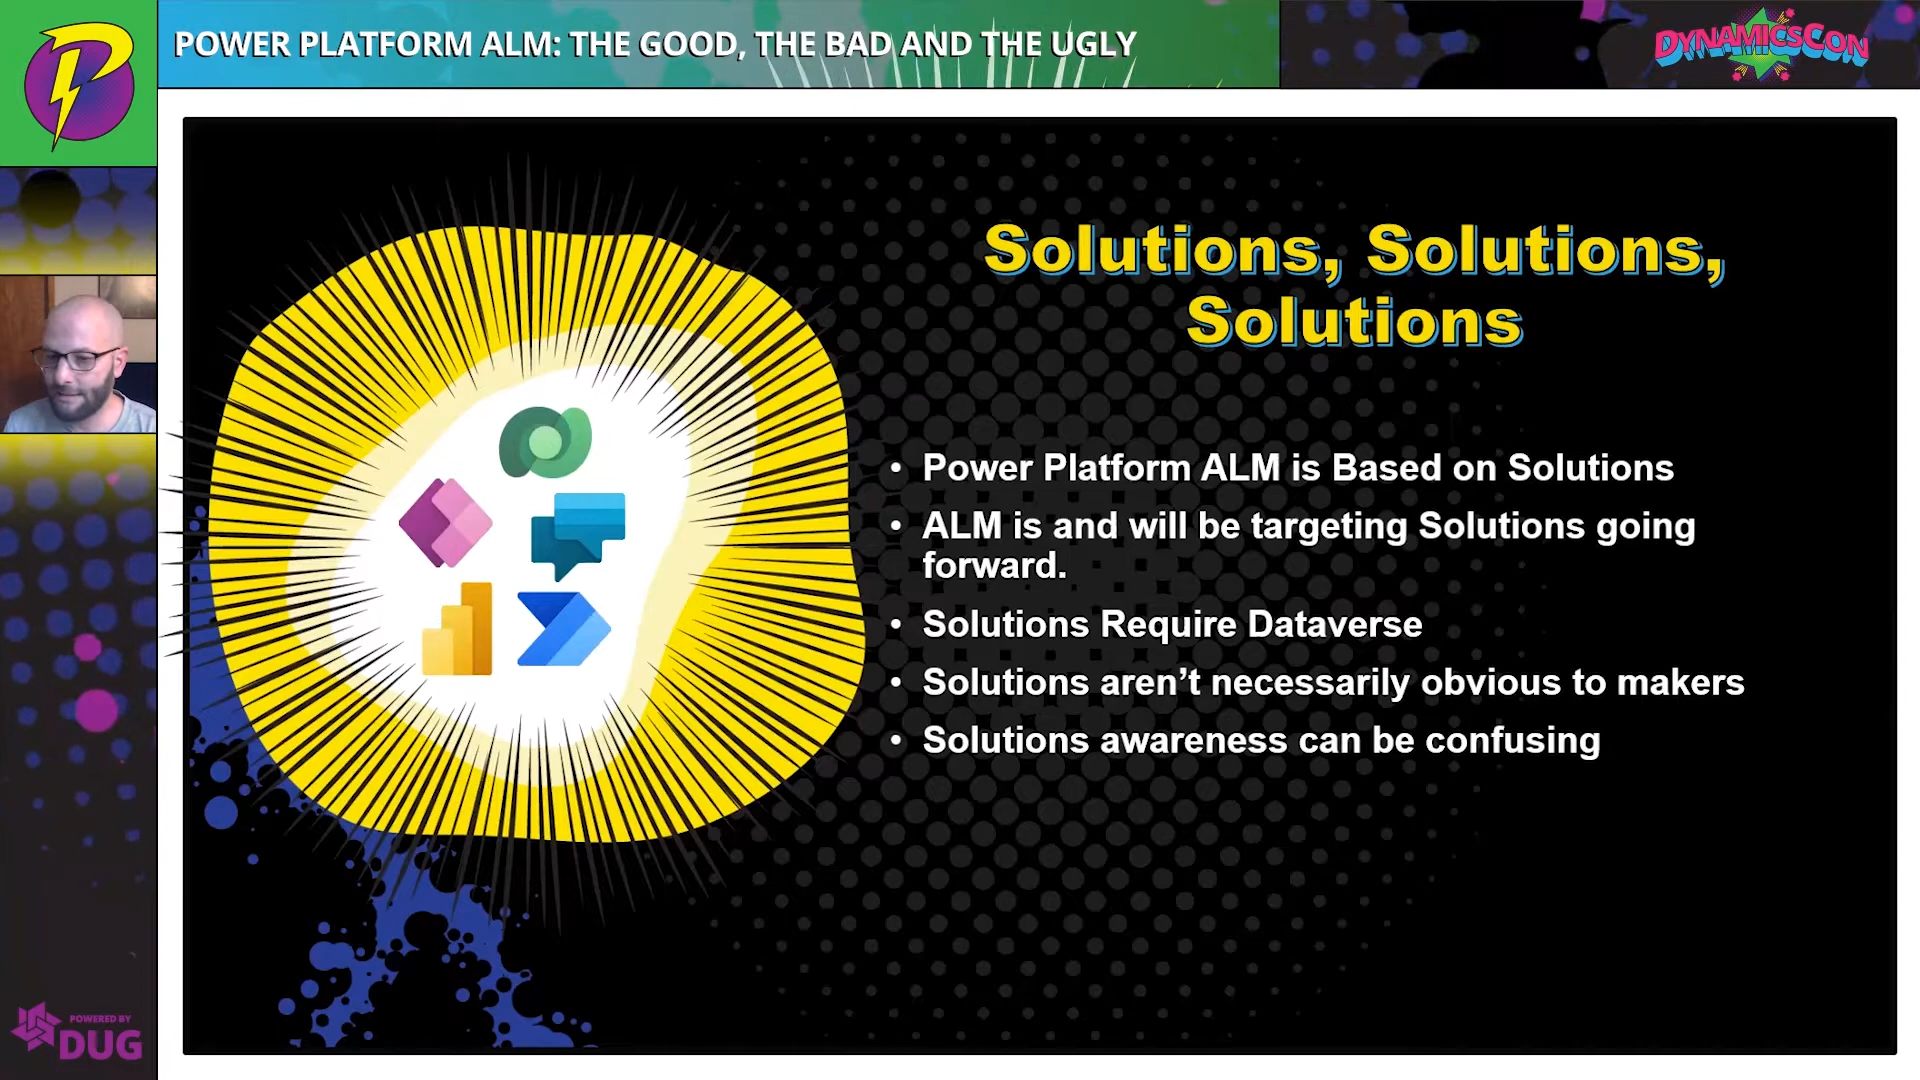 POWER PLATFORM ALM: THE GOOD, THE BAD AND THE UGLY
DYNAMICSCON
Solutions, Solutions,
Solutions
• Power Platform ALM is Based on Solutions
• ALM is and will be targeting Solutions going
forward.
• Solutions Require Dataverse
• Solutions aren’t necessarily obvious to makers
• Solutions awareness can be confusing
POWERED BY
DUG